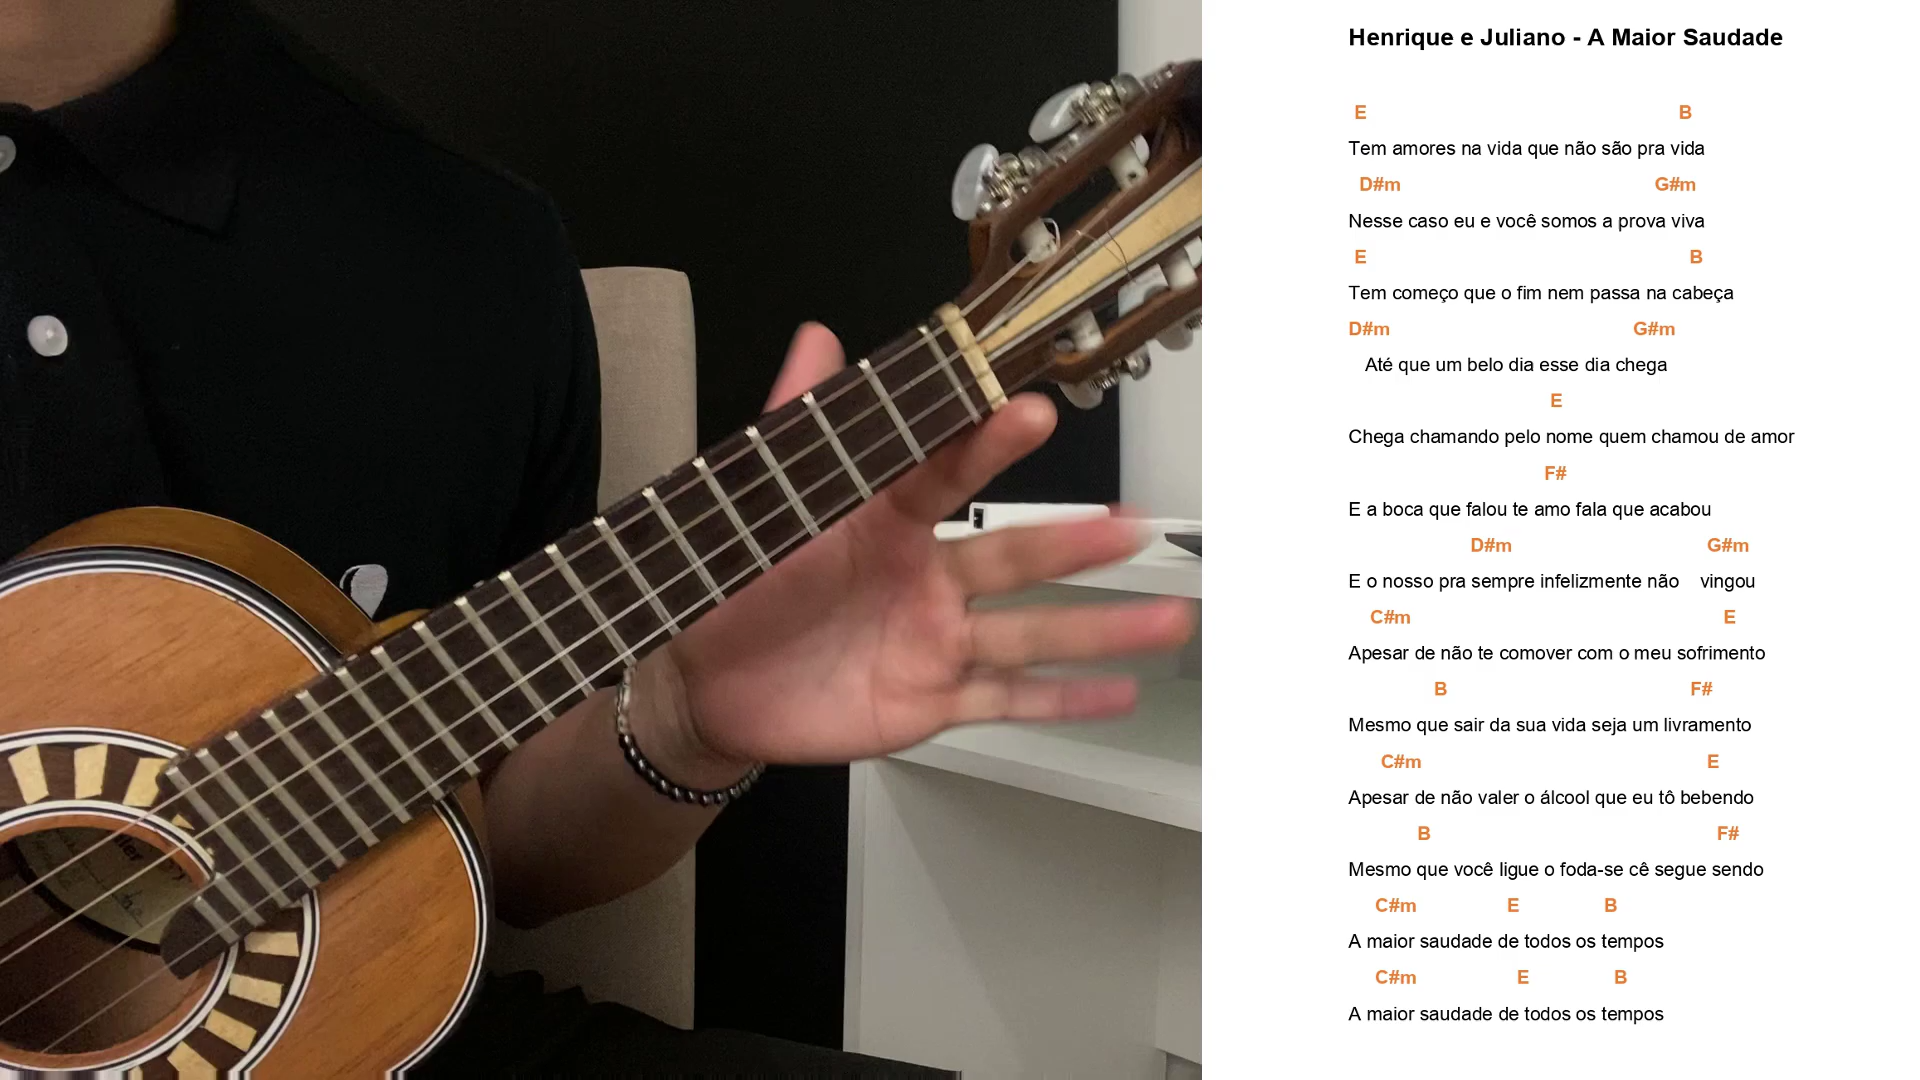 Henrique e Juliano - A Maior Saudade
E B
Tem amores na vida que não são pra vida
D#m G#m
Nesse caso eu e você somos a prova viva
E B
Tem começo que o fim nem passa na cabeça
D#m G#m
Até que um belo dia esse dia chega
E
Chega chamando pelo nome quem chamou de amor
F#
E a boca que falou te amo fala que acabou
D#m G#m
E o nosso pra sempre infelizmente não vingou
C#m E
Apesar de não te comover com o meu sofrimento
B F#
Mesmo que sair da sua vida seja um livramento
C#m E
Apesar de não valer o álcool que eu tô bebendo
B F#
Mesmo que você ligue o foda-se cê segue sendo
C#m E B
A maior saudade de todos os tempos
C#m E B
A maior saudade de todos os tempos